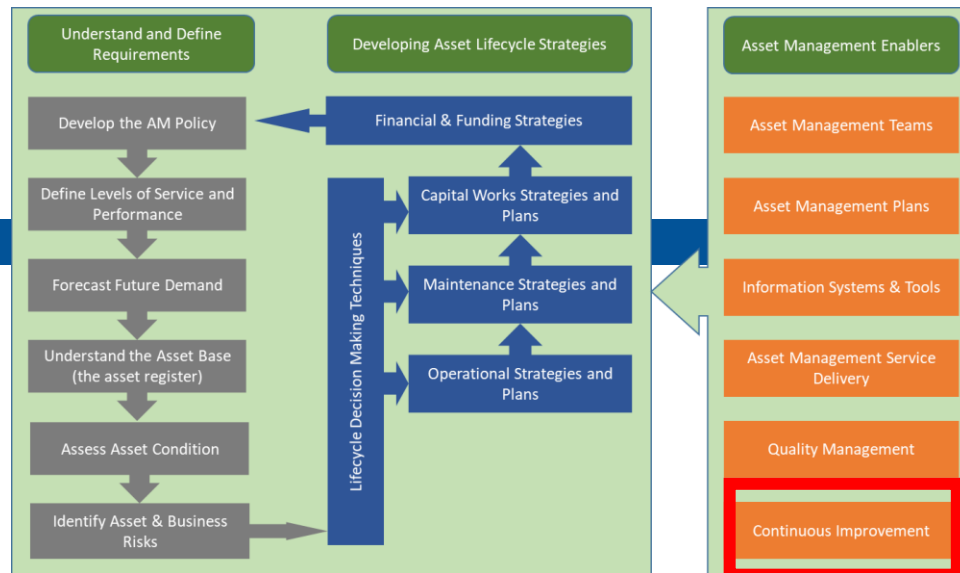 Understand and Define
Requirements
Develop the AM Policy
Define Levels of Service and
Performance
Forecast Future Demand
Understand the Asset Base
(the asset register)
Assess Asset Condition
Identify Asset & Business
Risks
Developing Asset Lifecycle Strategies
Financial & Funding Strategies
Lifecycle Decision Making Techniques
Capital Works Strategies and
Plans
Maintenance Strategies and
Plans
Operational Strategies and
Plans
Asset Management Enablers
Asset Management Teams
Asset Management Plans
Information Systems & Tools
Asset Management Service
Delivery
Quality Management
Continuous Improvement